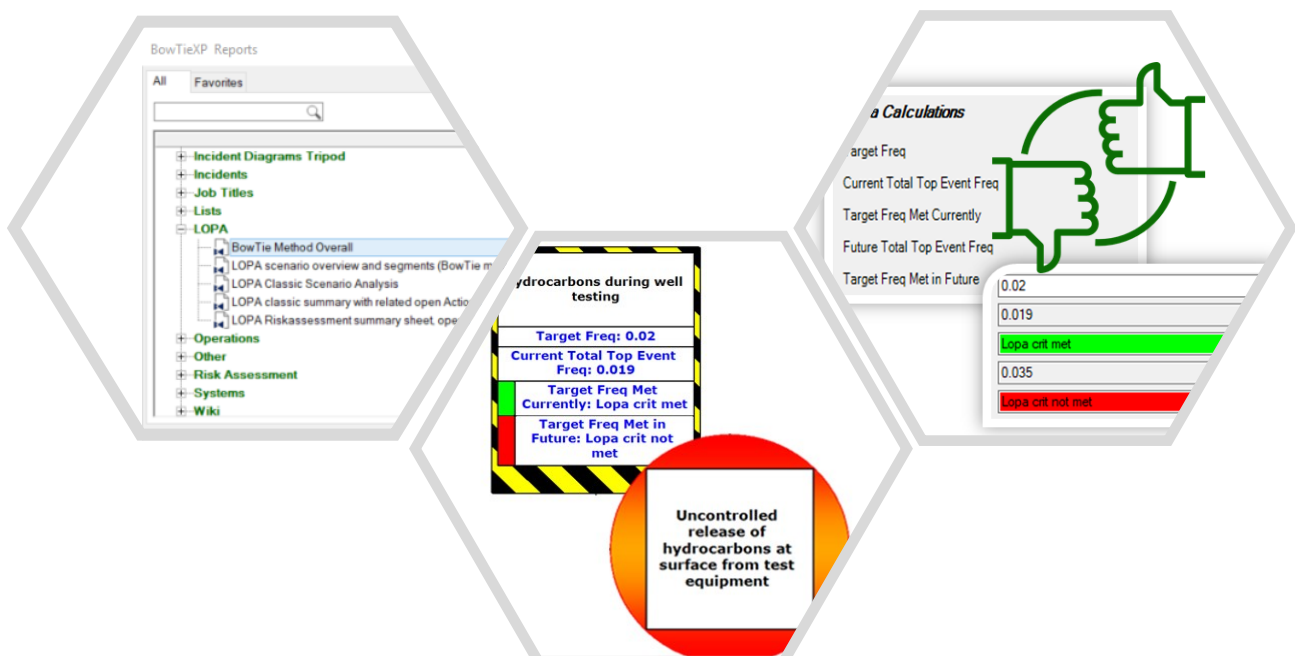 BowTieXP Reports
All Favorites
Incident Diagrams Tripod
Incidents
Job Titles
Lists
LOPA
BowTie Method Overall
LOPA scenario overview and segments (BowTie m
LOPA Classic Scenario Analysis
LOPA classic summary with related open Actio
LOPA Riskassessment summary sheet, ope
Operations
Other
Risk Assessment
Systems
Wiki
ydrocarbons during well
testing
Target Freq: 0.02
Current Total Top Event
Freq: 0.019
Target Freq Met
Currently: Lopa crit met
Target Freq Met in
Future: Lopa crit not
met
Uncontrolled
release of
hydrocarbons at
surface from test
equipment
a Calculations
Target Freq
Current Total Top Event Freq
Target Freq Met Currently
Future Total Top Event Freq
Target Freq Met in Future
0.02
0.019
Lopa crit met
0.035
Lopa crit not met